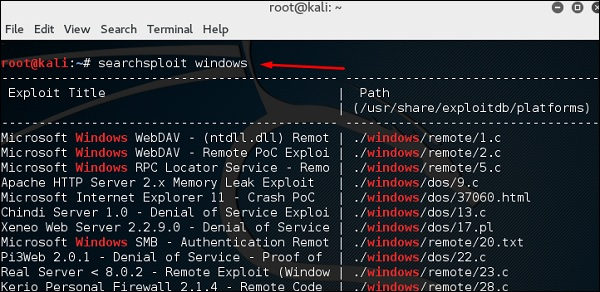 root@kali: ~
File Edit View Search Terminal Help
root@kali:~# searchsploit windows
--------------------------------------------- ----------------------------------
 Exploit Title | Path
 | (/usr/share/exploitdb/platforms)
--------------------------------------------- ----------------------------------
Microsoft Windows WebDAV - (ntdll.dll) Remot | ./windows/remote/1.c
Microsoft Windows WebDAV - Remote PoC Exploi | ./windows/remote/2.c
Microsoft Windows RPC Locator Service - Remo | ./windows/remote/5.c
Apache HTTP Server 2.x Memory Leak Exploit | ./windows/dos/9.c
Microsoft Internet Explorer 11 - Crash PoC | ./windows/dos/37060.html
Chindi Server 1.0 - Denial of Service Exploi | ./windows/dos/13.c
Xeneo Web Server 2.2.9.0 - Denial of Service | ./windows/dos/17.pl
Microsoft Windows SMB - Authentication Remot | ./windows/remote/20.txt
Pi3Web 2.0.1 - Denial of Service - Proof of | ./windows/dos/22.c
Real Server < 8.0.2 - Remote Exploit (Window | ./windows/remote/23.c
Kerio Personal Firewall 2.1.4 - Remote Code | ./windows/remote/28.c